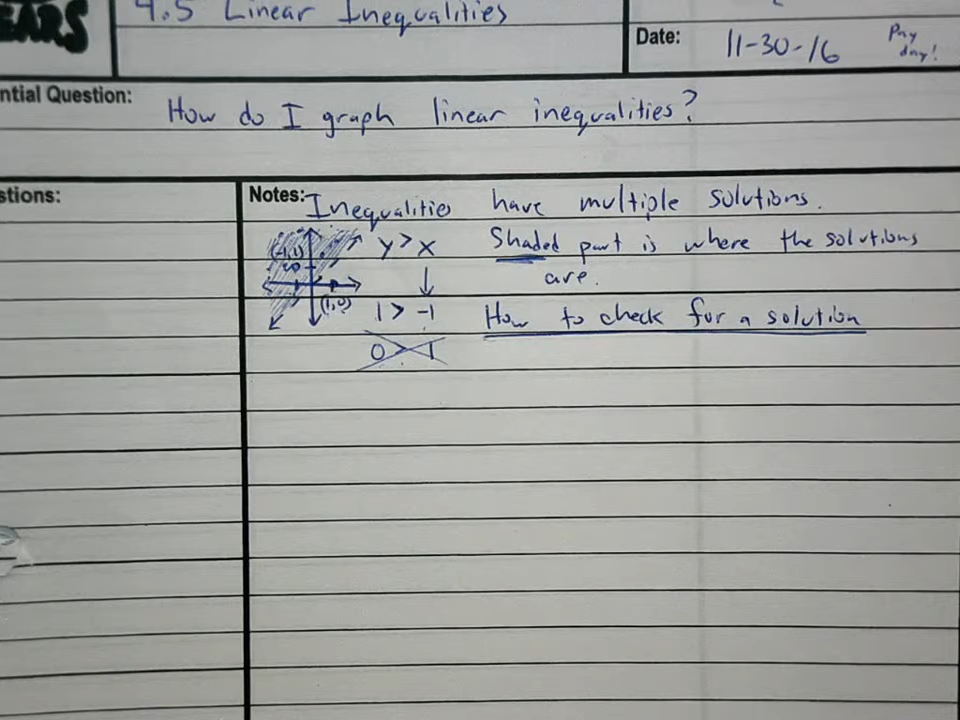 EARS
4.5 Linear Inequalities
Date: 11-30-16 Pay day!
ntial Question: How do I graph linear inequalities?
stions:
Notes: Inequalities have multiple solutions.
(-1,1) y > x Shaded part is where the solutions
are.
(1,0) 1 > -1 How to check for a solution
0 > 1